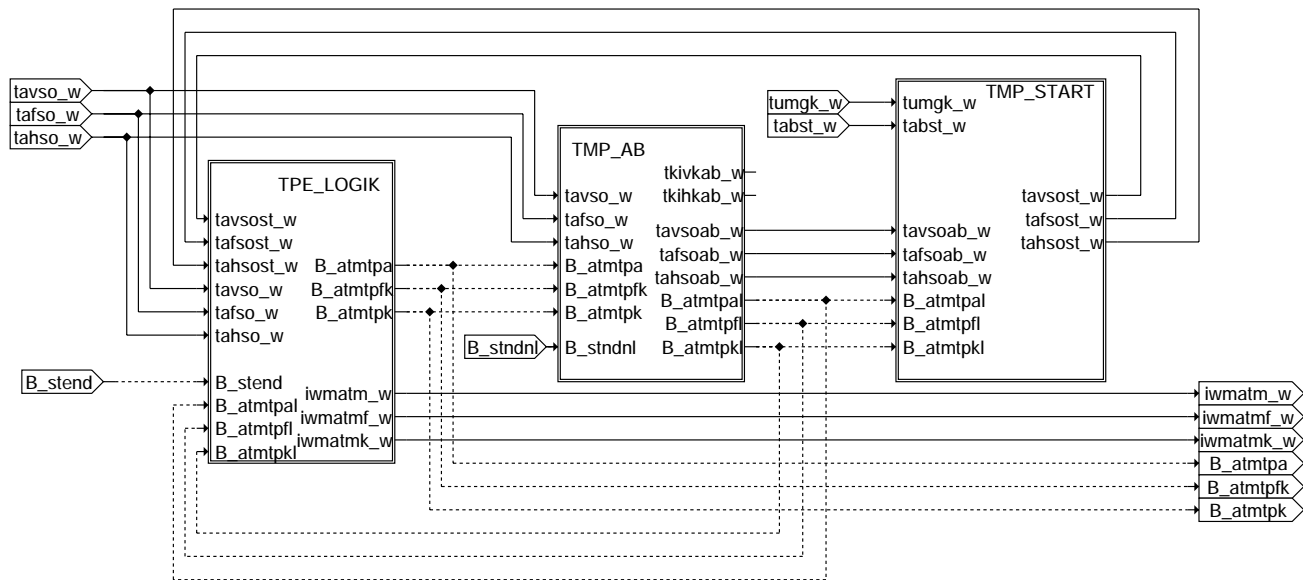 tavso_w
tafso_w
tahso_w
B_stend
TPE_LOGIK
tavsost_w
tafsost_w
tahsost_w
tavso_w
tafso_w
tahso_w
B_stend
B_atmtpal
B_atmtpfl
B_atmtpkl
B_atmtpa
B_atmtpfk
B_atmtpk
iwmatm_w
iwmatmf_w
iwmatmk_w
B_stndnl
TMP_AB
tavso_w
tafso_w
tahso_w
B_atmtpa
B_atmtpfk
B_atmtpk
B_stndnl
tkivkab_w
tkihkab_w
tavsoab_w
tafsoab_w
tahsoab_w
B_atmtpal
B_atmtpfl
B_atmtpkl
tumgk_w
tabst_w
TMP_START
tumgk_w
tabst_w
tavsoab_w
tafsoab_w
tahsoab_w
B_atmtpal
B_atmtpfl
B_atmtpkl
tavsost_w
tafsost_w
tahsost_w
iwmatm_w
iwmatmf_w
iwmatmk_w
B_atmtpa
B_atmtpfk
B_atmtpk